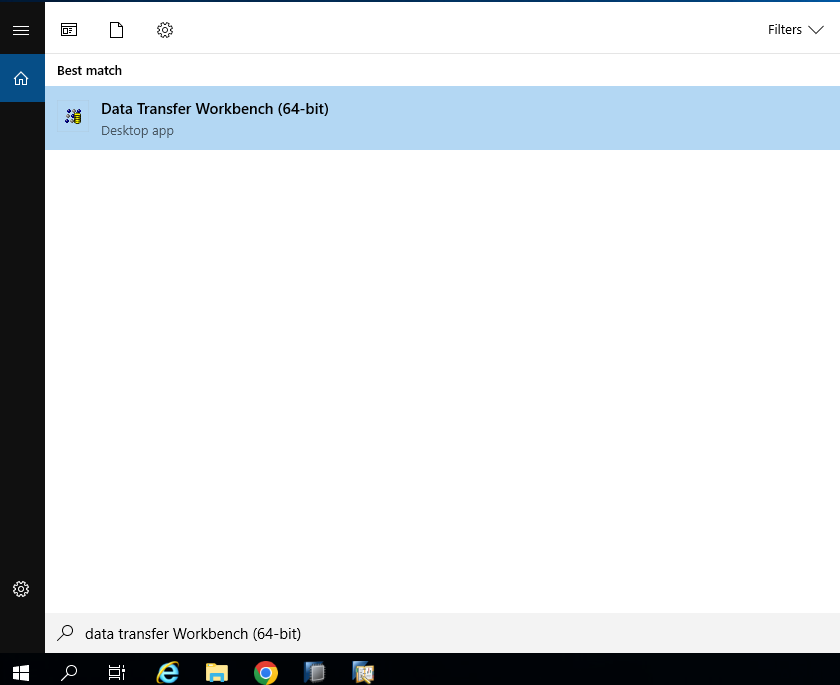 Filters
Best match
Data Transfer Workbench (64-bit)
Desktop app
data transfer Workbench (64-bit)